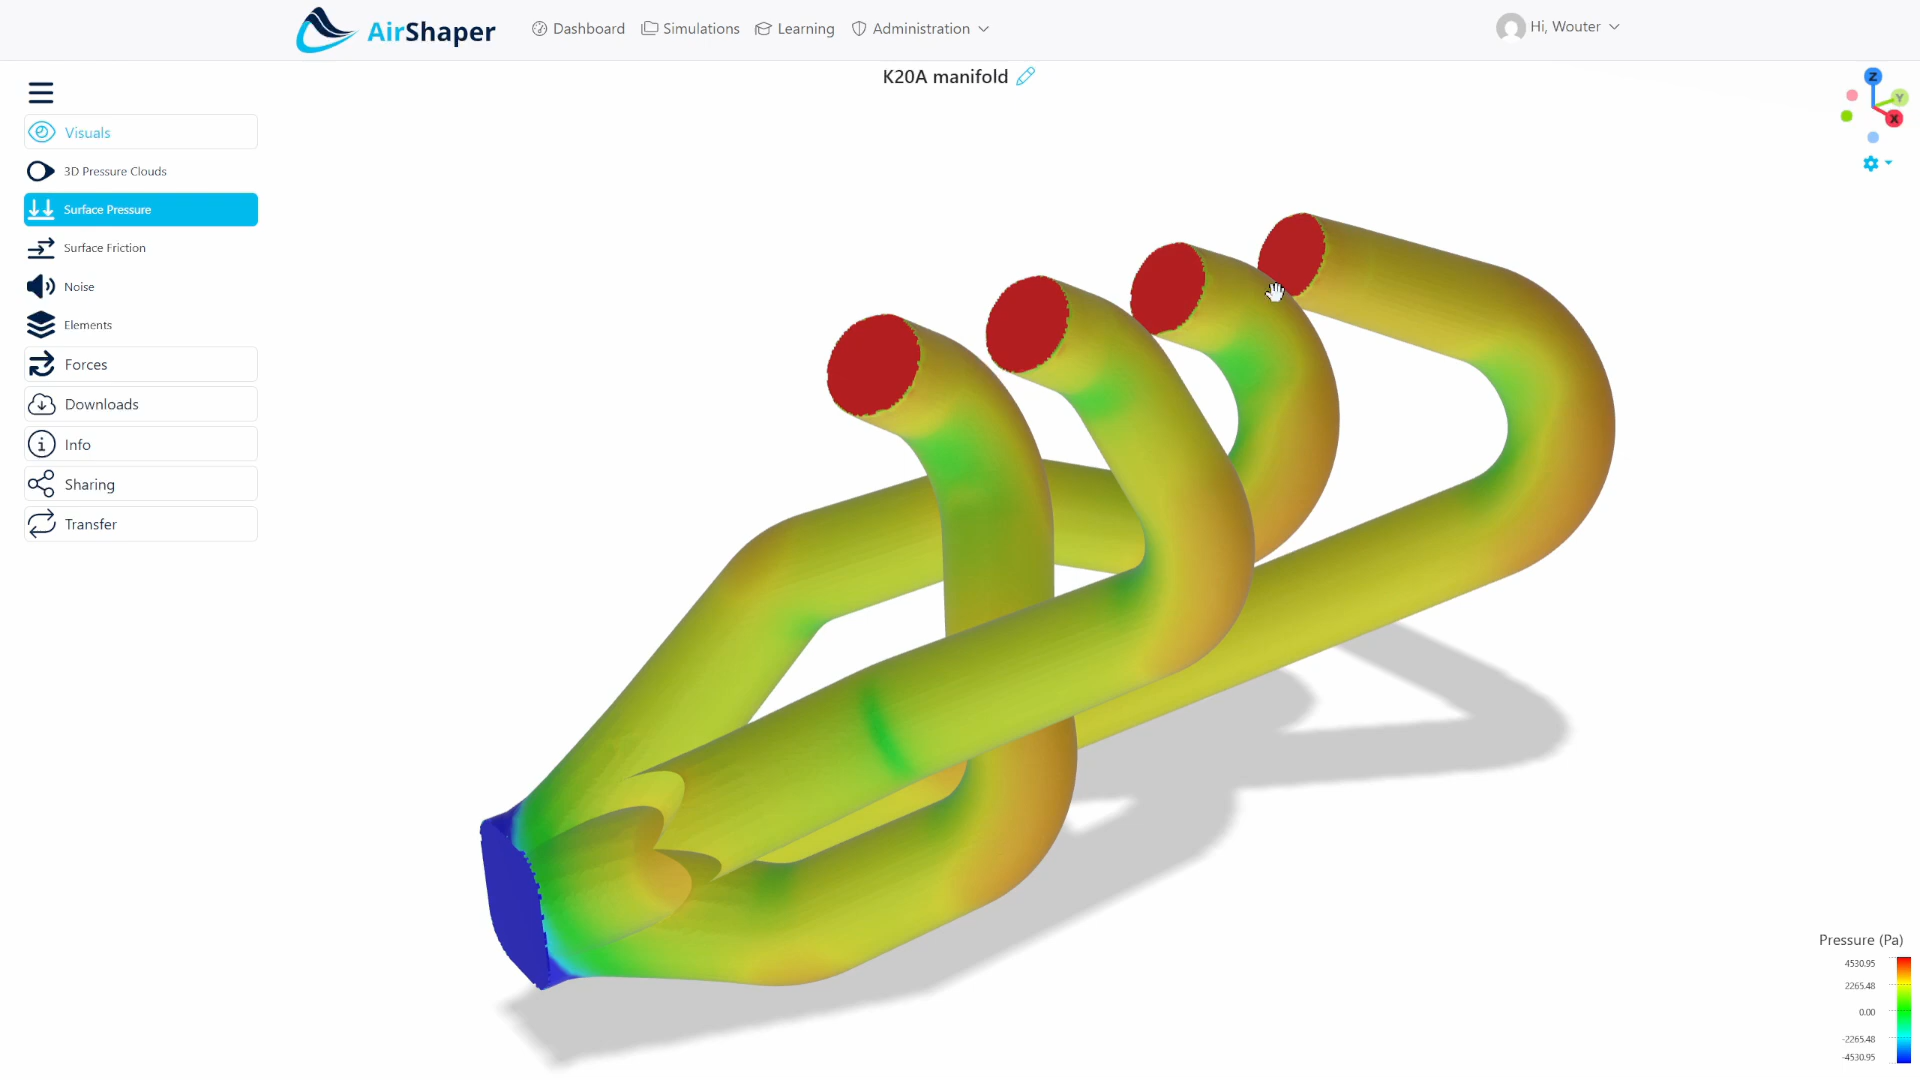 AirShaper
Dashboard
Simulations
Learning
Administration
Hi, Wouter
K20A manifold
Visuals
3D Pressure Clouds
Surface Pressure
Surface Friction
Noise
Elements
Forces
Downloads
Info
Sharing
Transfer
Z
Y
X
Pressure (Pa)
4530.95
2265.48
0.00
-2265.48
-4530.95